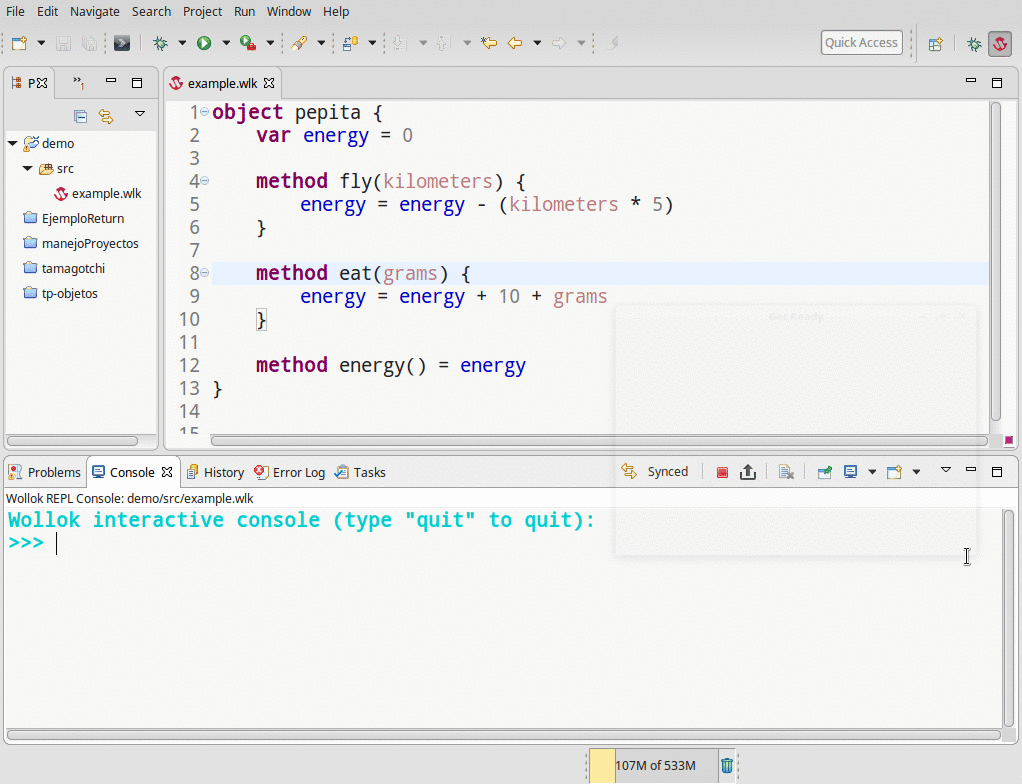 File Edit Navigate Search Project Run Window Help
Quick Access
P
»1
example.wlk
demo
src
example.wlk
EjemploReturn
manejoProyectos
tamagotchi
tp-objetos
1 object pepita {
2 var energy = 0
3
4 method fly(kilometers) {
5 energy = energy - (kilometers * 5)
6 }
7
8 method eat(grams) {
9 energy = energy + 10 + grams
10 }
11
12 method energy() = energy
13 }
14
15
Get Ready
Problems Console History Error Log Tasks Synced
Wollok REPL Console: demo/src/example.wlk
Wollok interactive console (type "quit" to quit):
>>>
107M of 533M